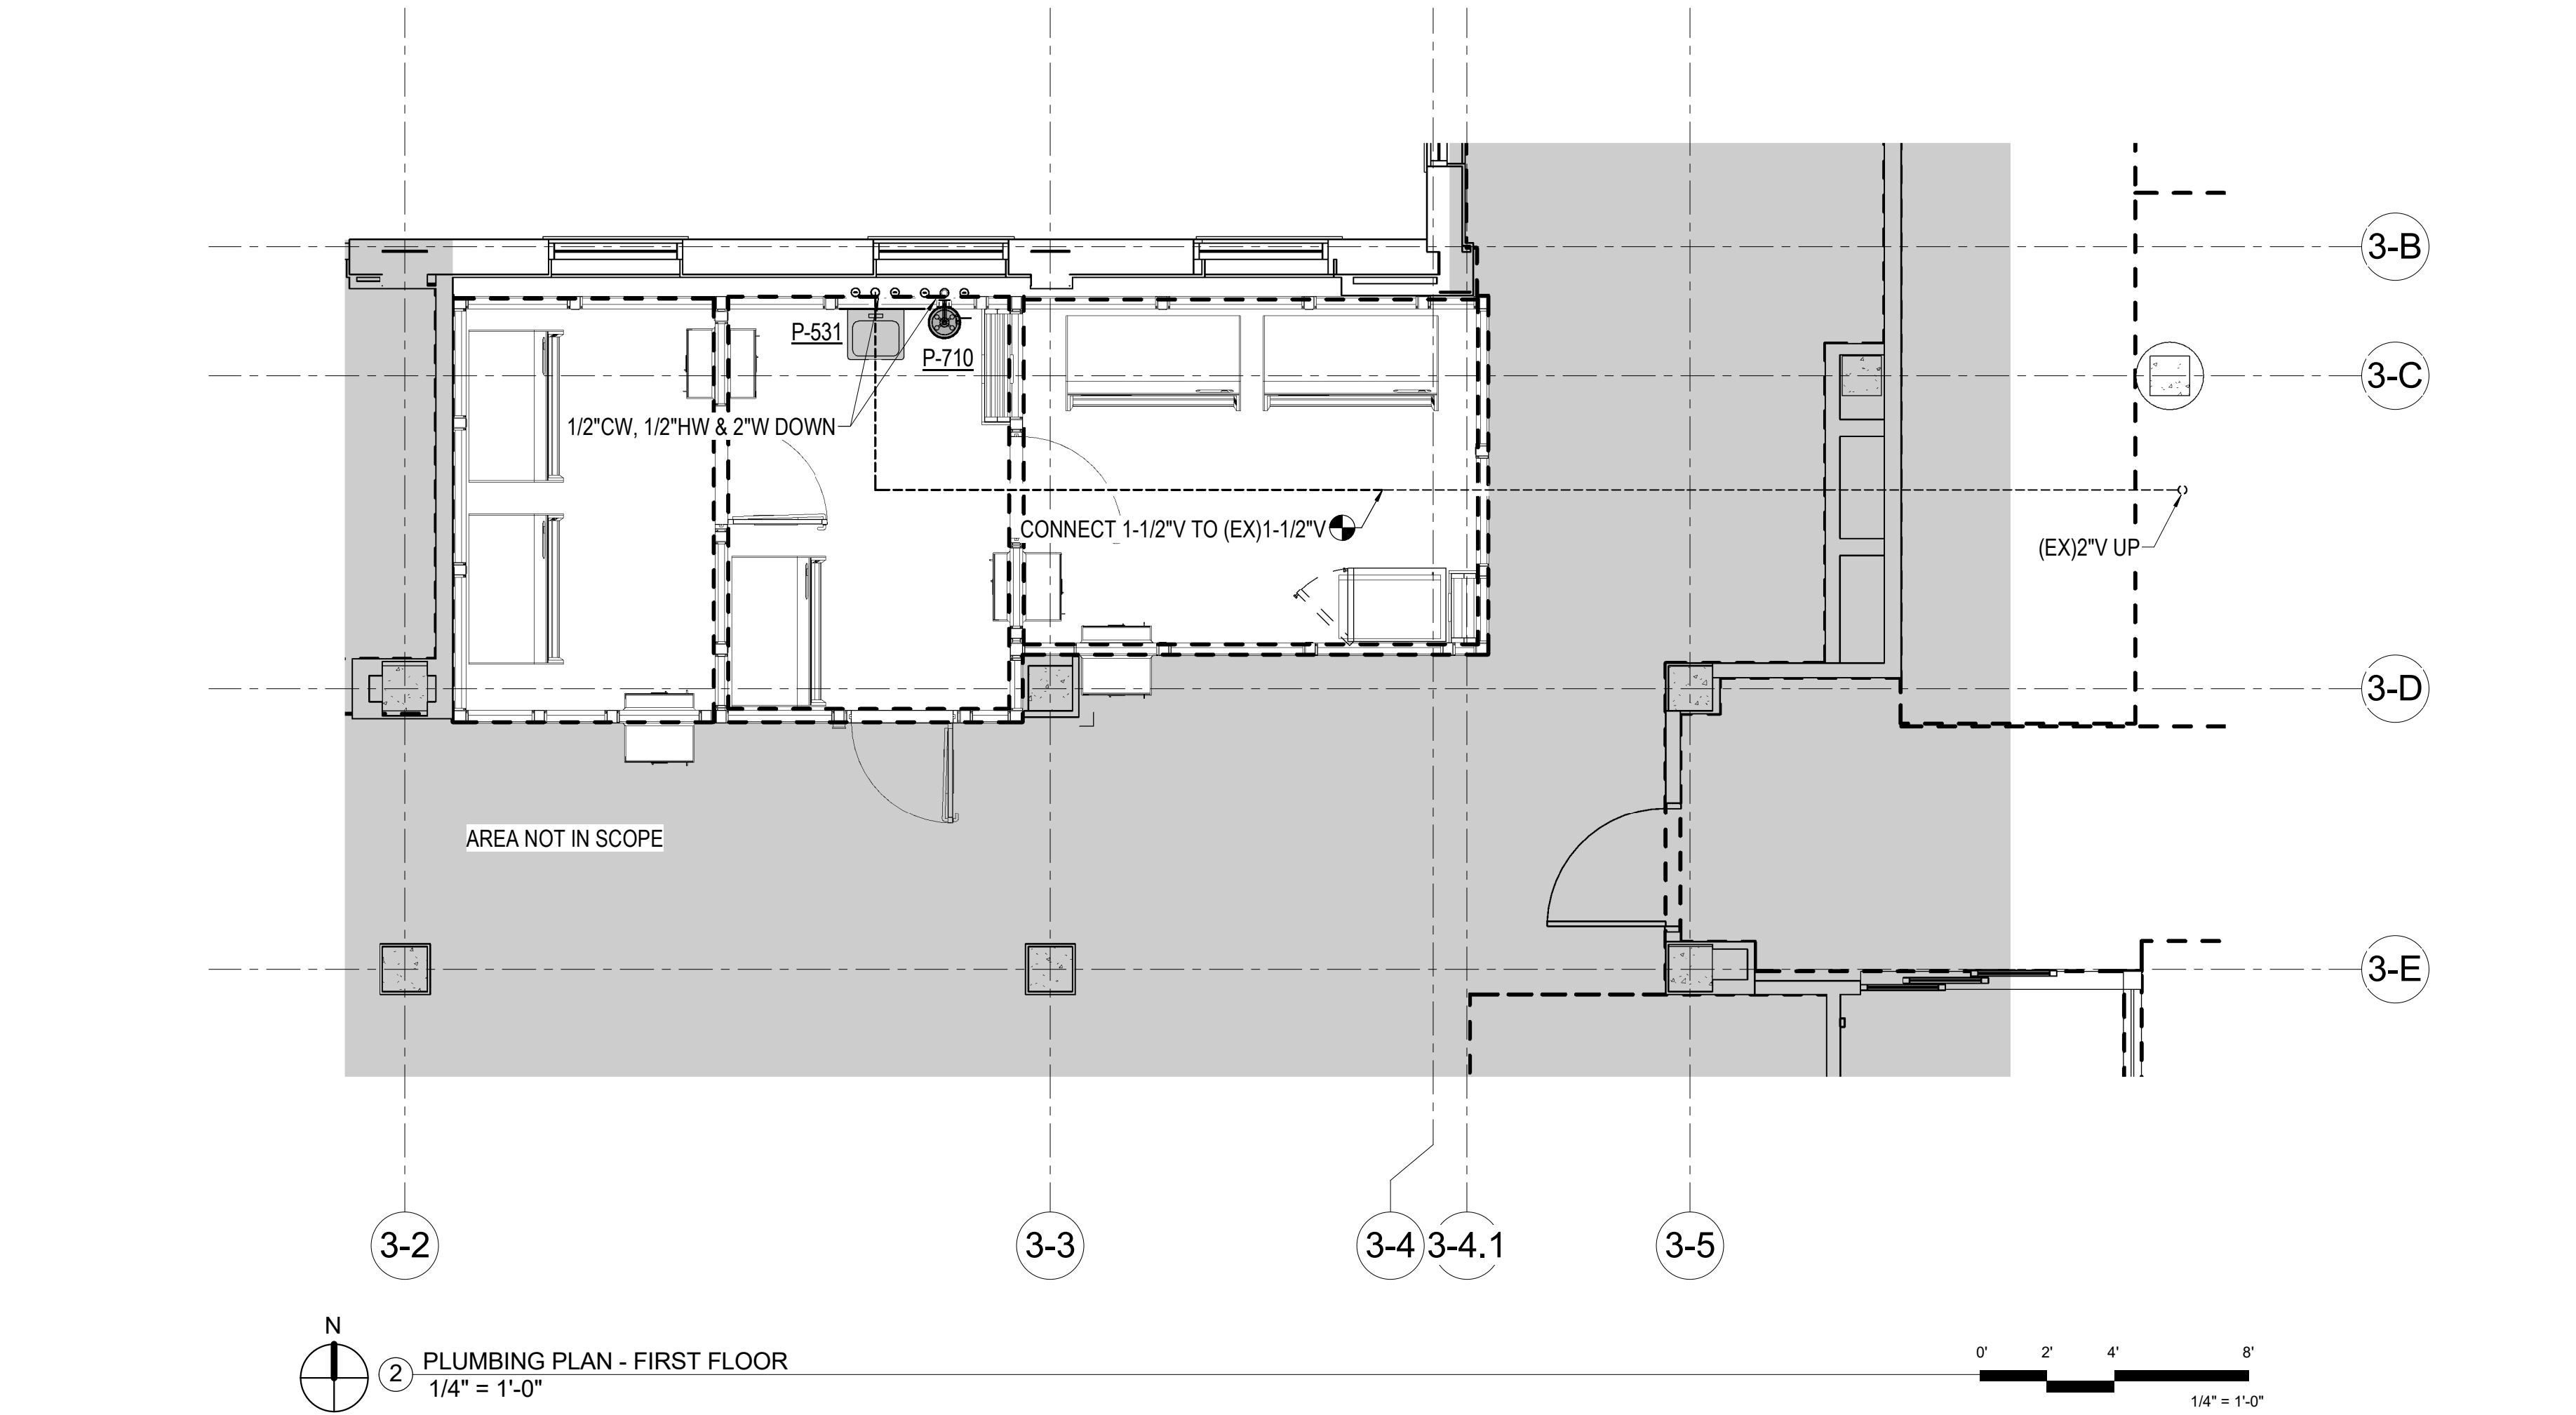 3-B
P-531
P-710
3-C
1/2"CW, 1/2"HW & 2"W DOWN
CONNECT 1-1/2"V TO (EX)1-1/2"V
(EX)2"V UP
3-D
AREA NOT IN SCOPE
3-E
3-2
3-3
3-4
3-4.1
3-5
N
2
PLUMBING PLAN - FIRST FLOOR
1/4" = 1'-0"
0' 2' 4' 8'
1/4" = 1'-0"